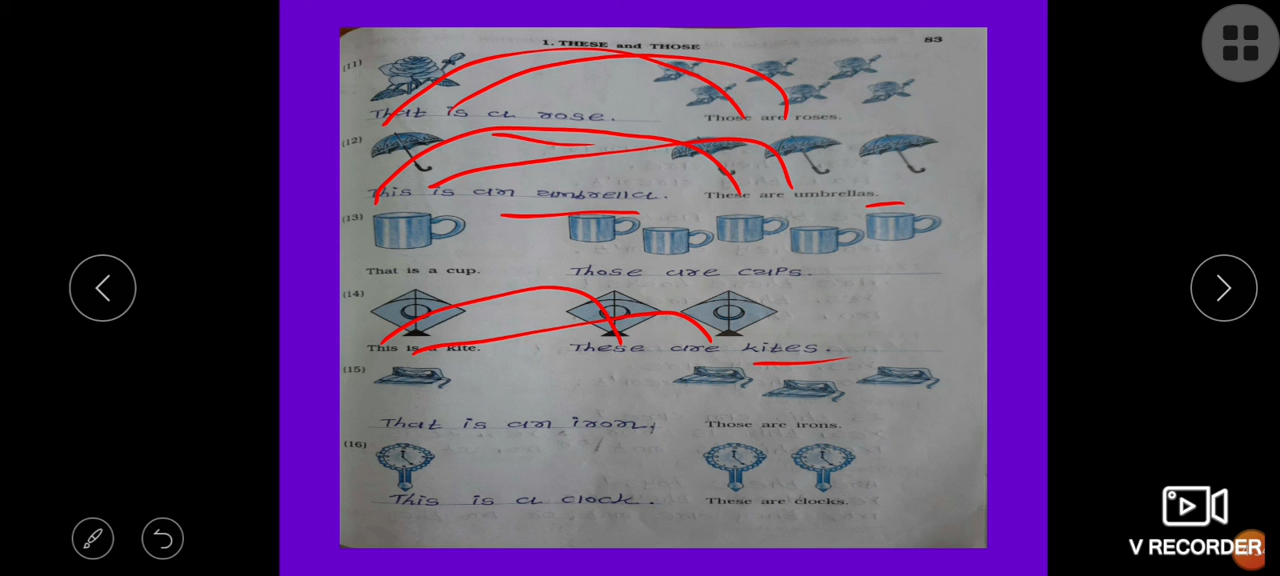 1. THESE and THOSE
83
(11)
That is a rose.
Those are roses.
(12)
This is an umbrella.
These are umbrellas.
(13)
That is a cup.
Those are cups.
(14)
This is a kite.
These are kites.
(15)
That is an iron,
Those are irons.
(16)
This is a clock.
These are clocks.
V RECORDER